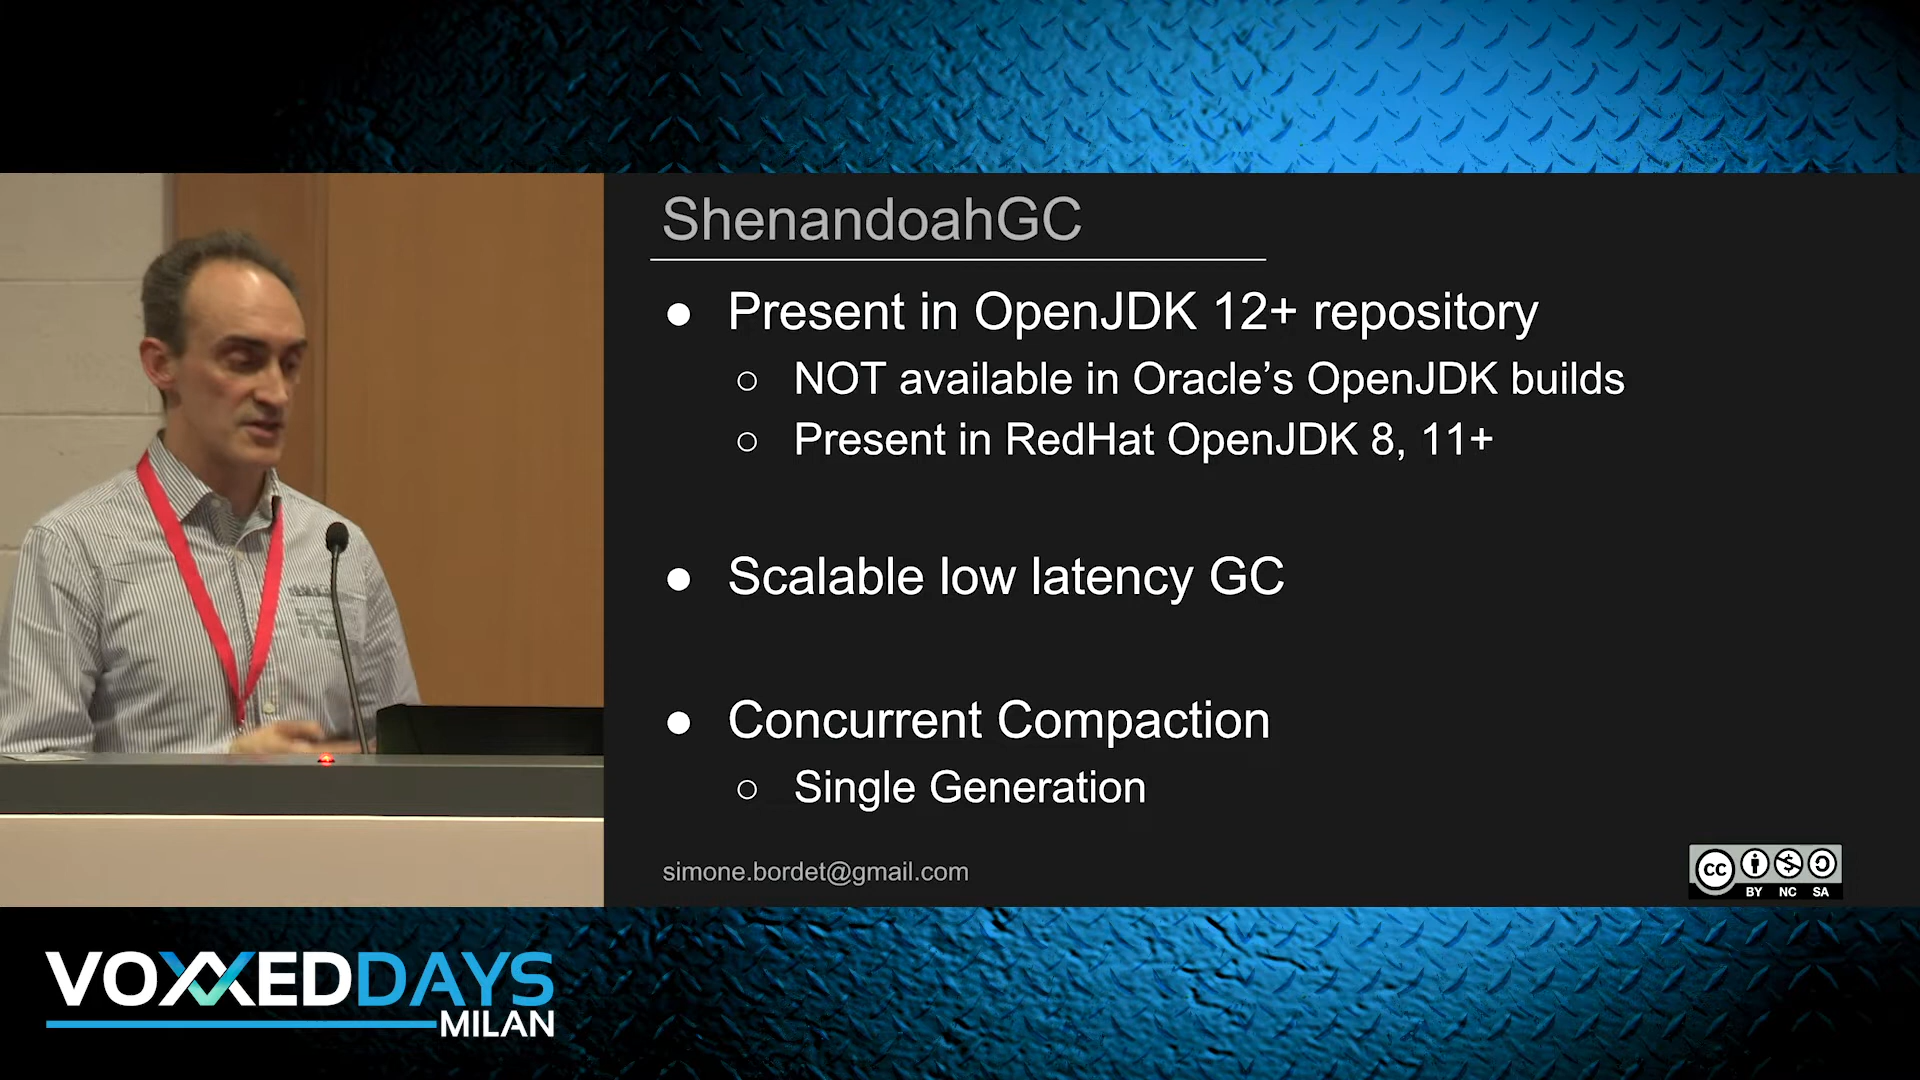 ShenandoahGC
● Present in OpenJDK 12+ repository
○ NOT available in Oracle’s OpenJDK builds
○ Present in RedHat OpenJDK 8, 11+
● Scalable low latency GC
● Concurrent Compaction
○ Single Generation
simone.bordet@gmail.com
CC BY NC SA
VOXXEDDAYS
MILAN